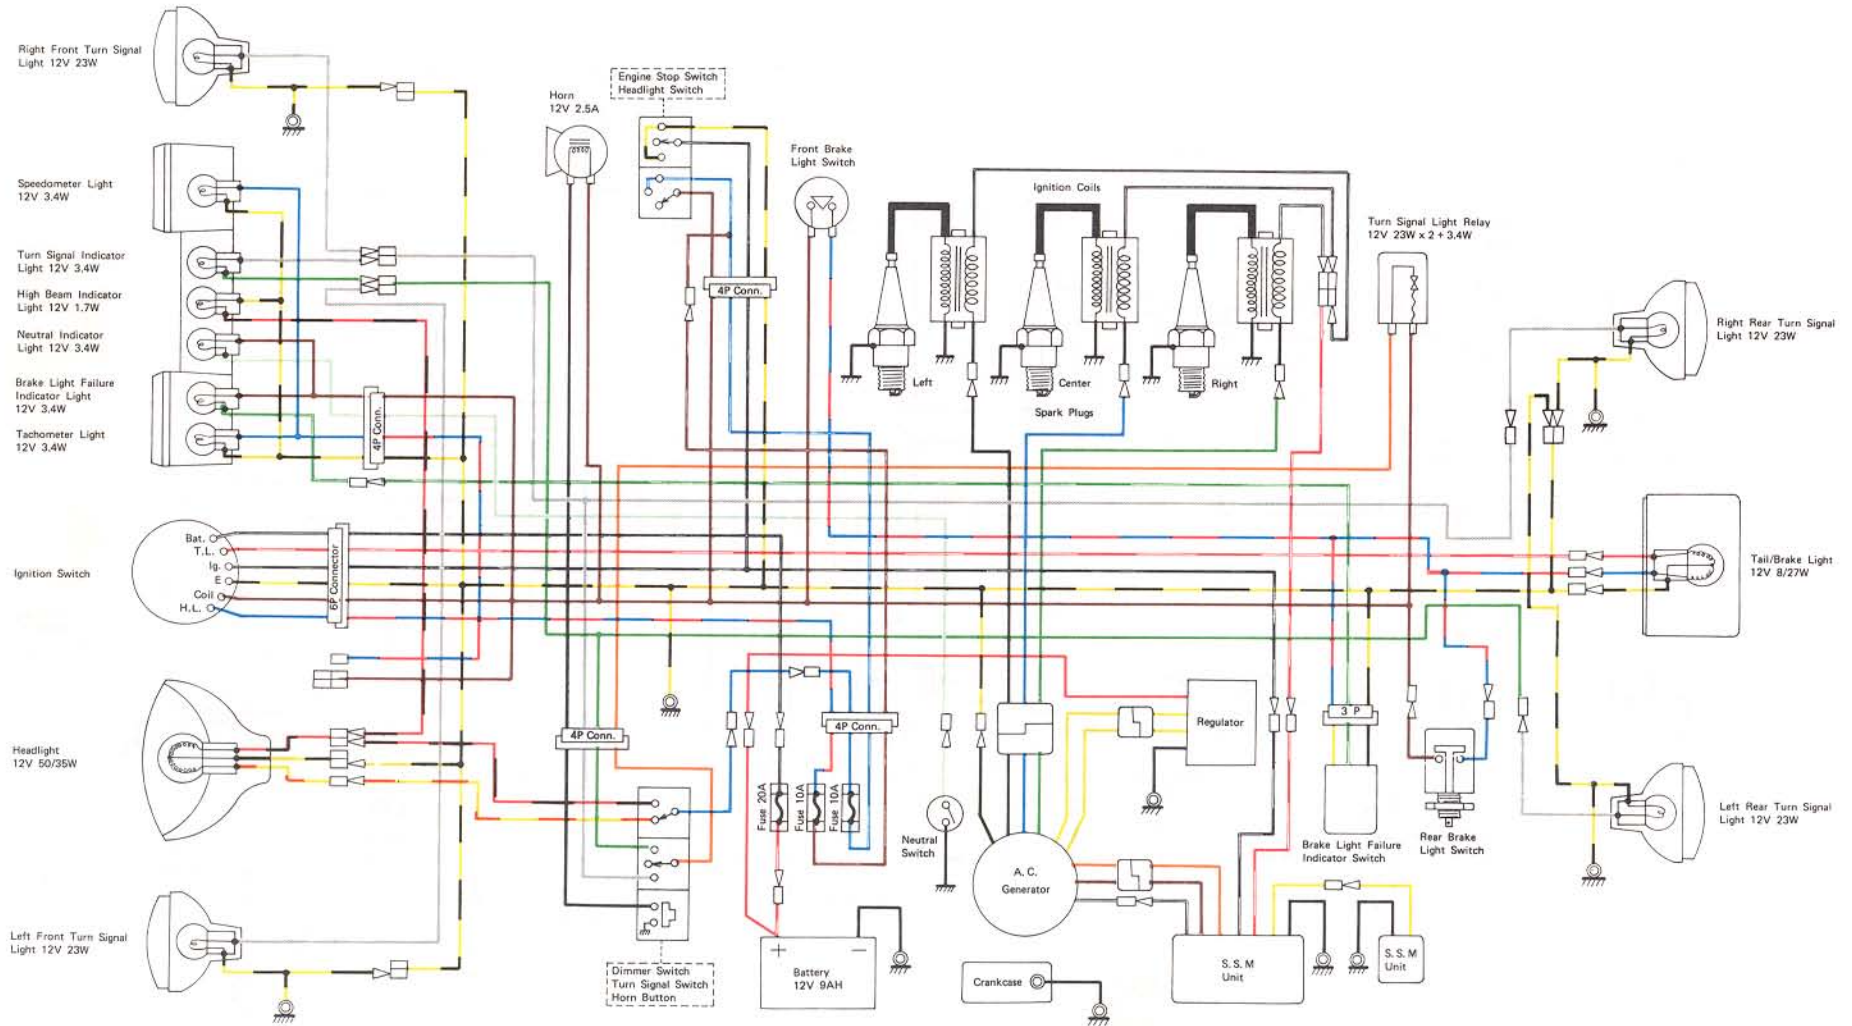 Right Front Turn Signal
Light 12V 23W
Speedometer Light
12V 3.4W
Turn Signal Indicator
Light 12V 3.4W
High Beam Indicator
Light 12V 1.7W
Neutral Indicator
Light 12V 3.4W
Brake Light Failure
Indicator Light
12V 3.4W
Tachometer Light
12V 3.4W
4P Conn.
Ignition Switch
Bat.
T.L.
Ig.
E
Coil
H.L.
6P Connector
Headlight
12V 50/35W
Left Front Turn Signal
Light 12V 23W
Horn
12V 2.5A
Engine Stop Switch
Headlight Switch
4P Conn.
Front Brake
Light Switch
Ignition Coils
Left
Center
Right
Spark Plugs
Turn Signal Light Relay
12V 23W x 2 + 3.4W
Right Rear Turn Signal
Light 12V 23W
Tail/Brake Light
12V 8/27W
Left Rear Turn Signal
Light 12V 23W
4P Conn.
4P Conn.
Fuse 20A
Fuse 10A
Fuse 10A
Dimmer Switch
Turn Signal Switch
Horn Button
+
−
Battery
12V 9AH
Neutral
Switch
A. C.
Generator
Regulator
3 P
Brake Light Failure
Indicator Switch
Rear Brake
Light Switch
Crankcase
S. S. M
Unit
S. S. M
Unit